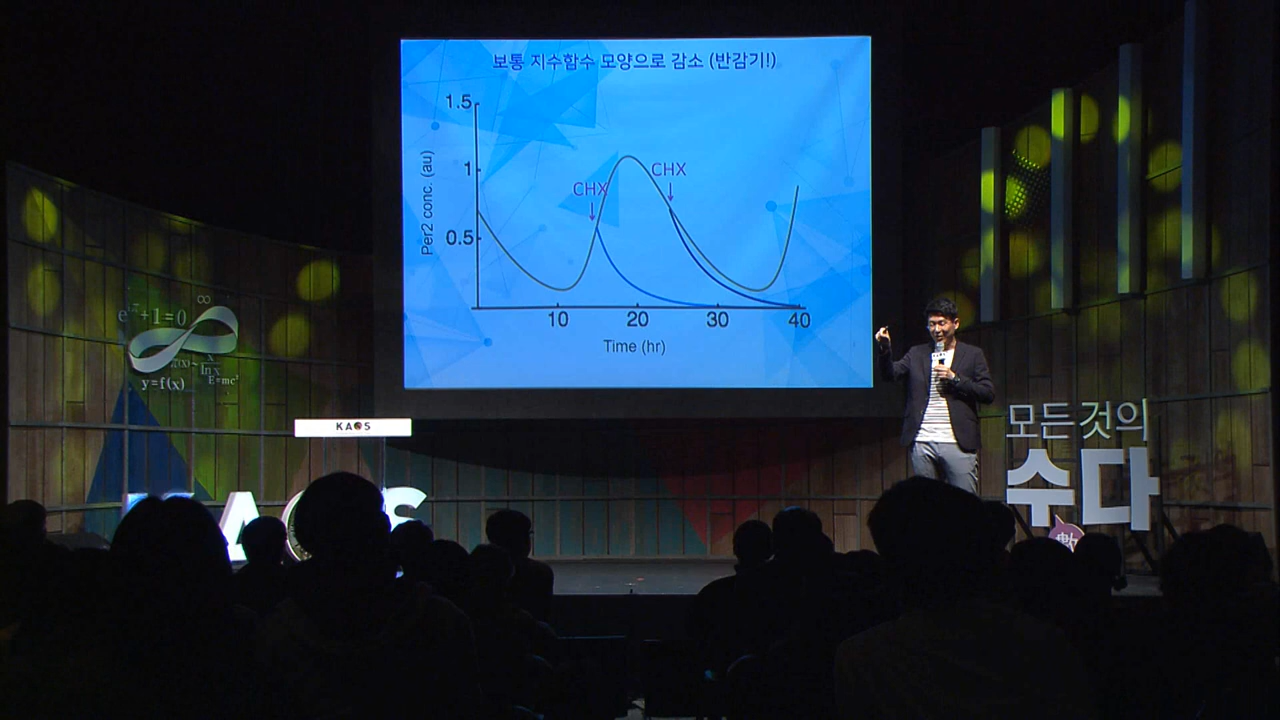 보통 지수함수 모양으로 감소 (반감기!)
1.5
1
0.5
Per2 conc. (au)
CHX
CHX
10
20
30
40
Time (hr)
∞
+1=0
y=f(x)
E=mc²
KAOS
모든것의
수다
數